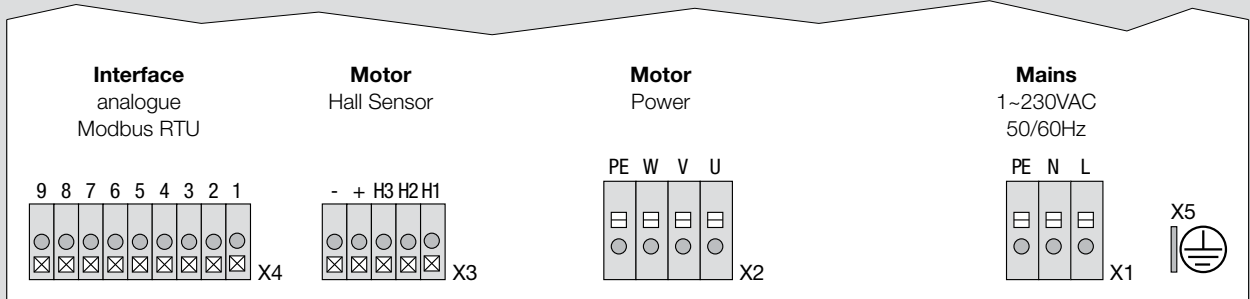 Interface
analogue
Modbus RTU
9 8 7 6 5 4 3 2 1
X4
Motor
Hall Sensor
- + H3 H2 H1
X3
Motor
Power
PE W V U
X2
Mains
1~230VAC
50/60Hz
PE N L
X1
X5